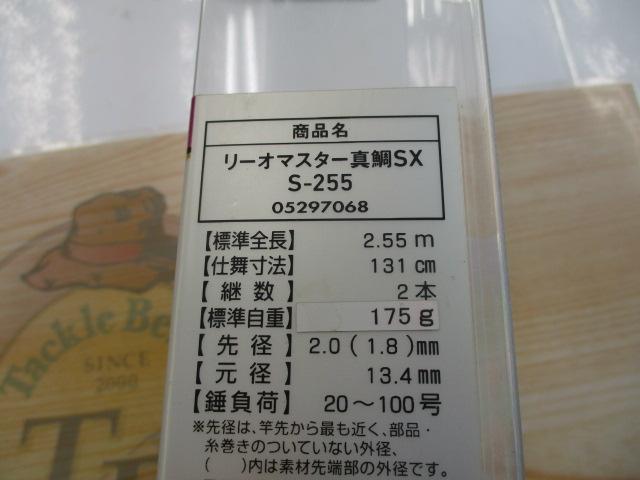 商品名
リーオマスター真鯛SX
S-255
05297068
【標準全長】 2.55 m
【仕舞寸法】 131 cm
【継数】 2本
【標準自重】 175 g
【先径】 2.0 ( 1.8 ) mm
【元径】 13.4 mm
【錘負荷】 20～100号
※先径は、竿先から最も近く、部品・
糸巻きのついていない外径、
(　　)内は素材先端部の外径です。
Tackle Be
SINCE
2000